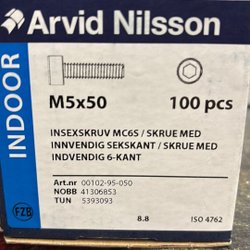 Arvid Nilsson
INDOOR
M5x50 100 pcs
INSEXSKRUV MC6S / SKRUE MED
INNVENDIG SEKSKANT / SKRUE MED
INDVENDIG 6-KANT
Art.nr 00102-95-050
NOBB 41306853
TUN 5393093
FZB
8.8 ISO 4762